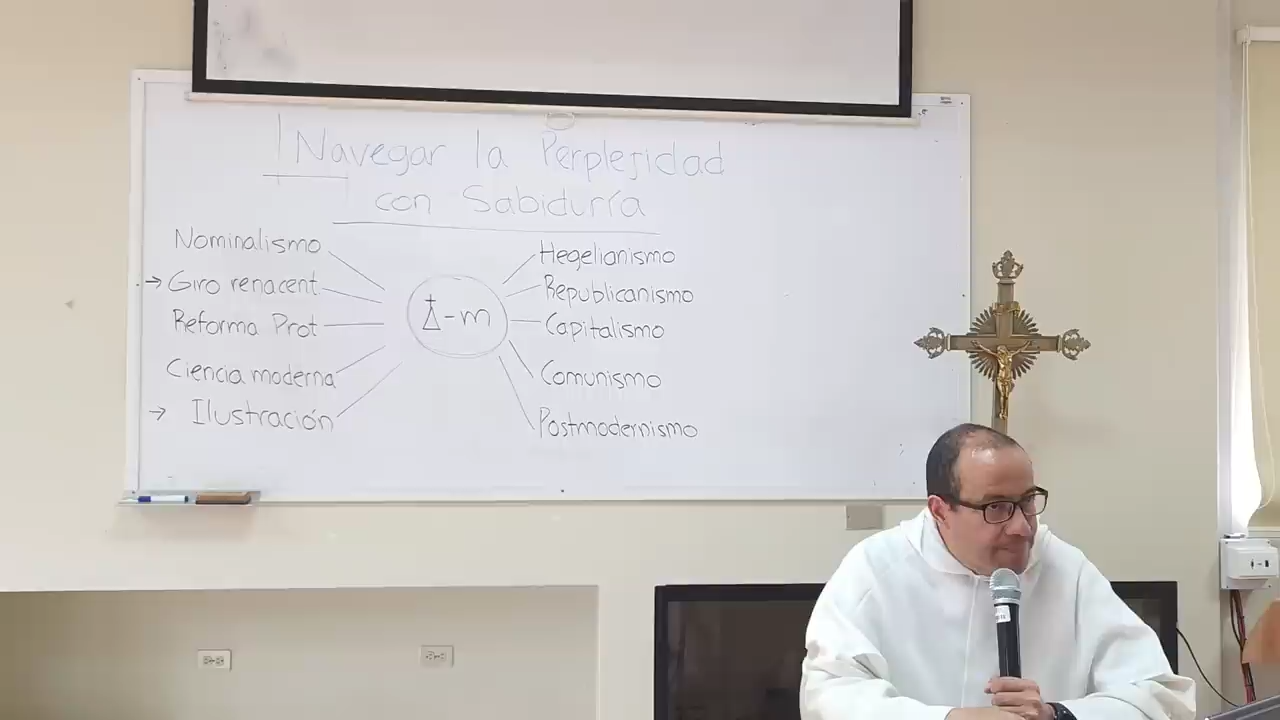 Navegar la Perplejidad
con Sabiduría
Nominalismo
→ Giro renacent
Reforma Prot
Ciencia moderna
→ Ilustración
Δ-m
Hegelianismo
Republicanismo
Capitalismo
Comunismo
Postmodernismo